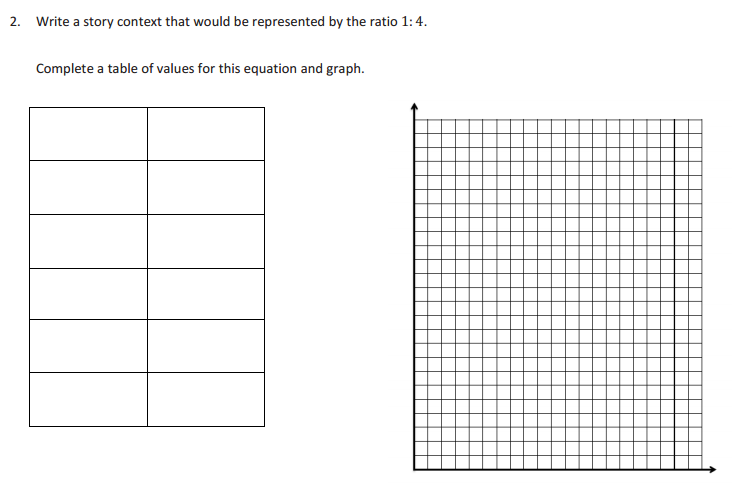 2. Write a story context that would be represented by the ratio 1: 4.
Complete a table of values for this equation and graph.